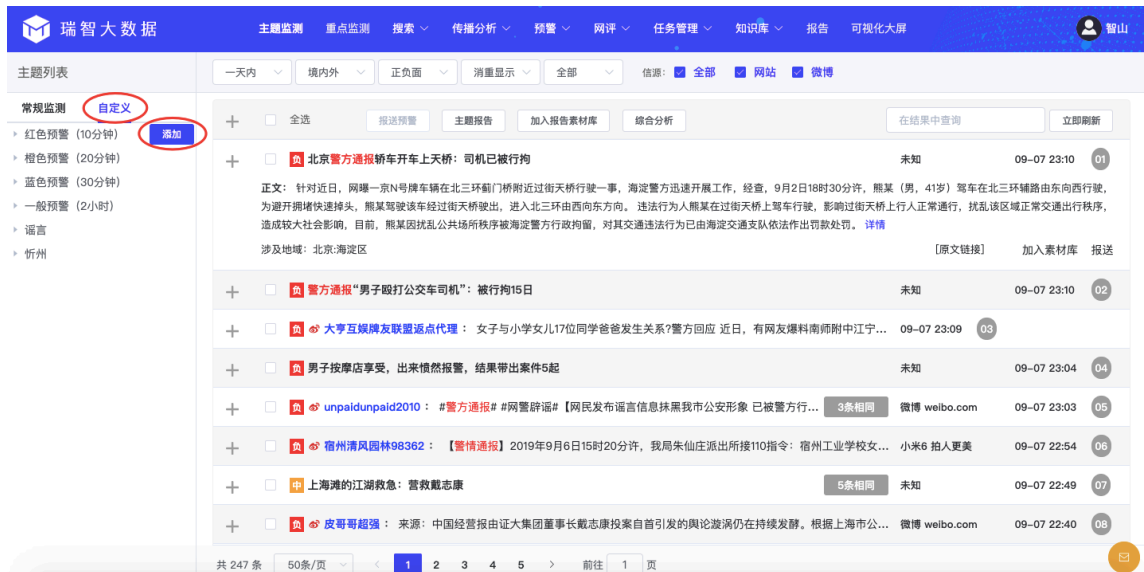 瑞智大数据 主题监测 重点监测 搜索 传播分析 预警 网评 任务管理 知识库 报告 可视化大屏 智山
主题列表 一天内 境内外 正负面 消重显示 全部 信源: 全部 网站 微博
常规监测 自定义
红色预警（10分钟） 添加
橙色预警（20分钟）
蓝色预警（30分钟）
一般预警（2小时）
谣言
忻州
全选 报送预警 主题报告 加入报告素材库 综合分析 在结果中查询 立即刷新
负 北京警方通报轿车开车上天桥：司机已被行拘 未知 09-07 23:10 01
正文： 针对近日，网曝一京N号牌车辆在北三环蓟门桥附近过街天桥行驶一事，海淀警方迅速开展工作，经查，9月2日18时30分许，熊某（男，41岁）驾车在北三环辅路由东向西行驶，
为避开拥堵快速掉头，熊某驾驶该车经过街天桥驶出，进入北三环由西向东方向。 违法行为人熊某在过街天桥上驾车行驶，影响过街天桥上行人正常通行，扰乱该区域正常交通出行秩序，
造成较大社会影响，目前，熊某因扰乱公共场所秩序被海淀警方行政拘留，对其交通违法行为已由海淀交通支队依法作出罚款处罚。 详情
涉及地域：北京:海淀区 [原文链接] 加入素材库 报送
负 警方通报“男子殴打公交车司机”：被行拘15日 未知 09-07 23:10 02
负 大亨互娱牌友联盟返点代理： 女子与小学女儿17位同学爸爸发生关系?警方回应 近日，有网友爆料南师附中江宁... 09-07 23:09 03
负 男子按摩店享受，出来愤然报警，结果带出案件5起 未知 09-07 23:04 04
负 unpaidunpaid2010： #警方通报# #网警辟谣#【网民发布谣言信息抹黑我市公安形象 已被警方行... 3条相同 微博 weibo.com 09-07 23:03 05
负 宿州清风园林98362： 【警情通报】2019年9月6日15时20分许，我局朱仙庄派出所接110指令：宿州工业学校女... 小米6 拍人更美 09-07 22:54 06
中 上海滩的江湖救急：营救戴志康 5条相同 未知 09-07 22:49 07
负 皮哥哥超强： 来源：中国经营报由证大集团董事长戴志康投案自首引发的舆论漩涡仍在持续发酵。根据上海市公... 微博 weibo.com 09-07 22:40 08
共 247 条 50条/页 1 2 3 4 5 前往 1 页